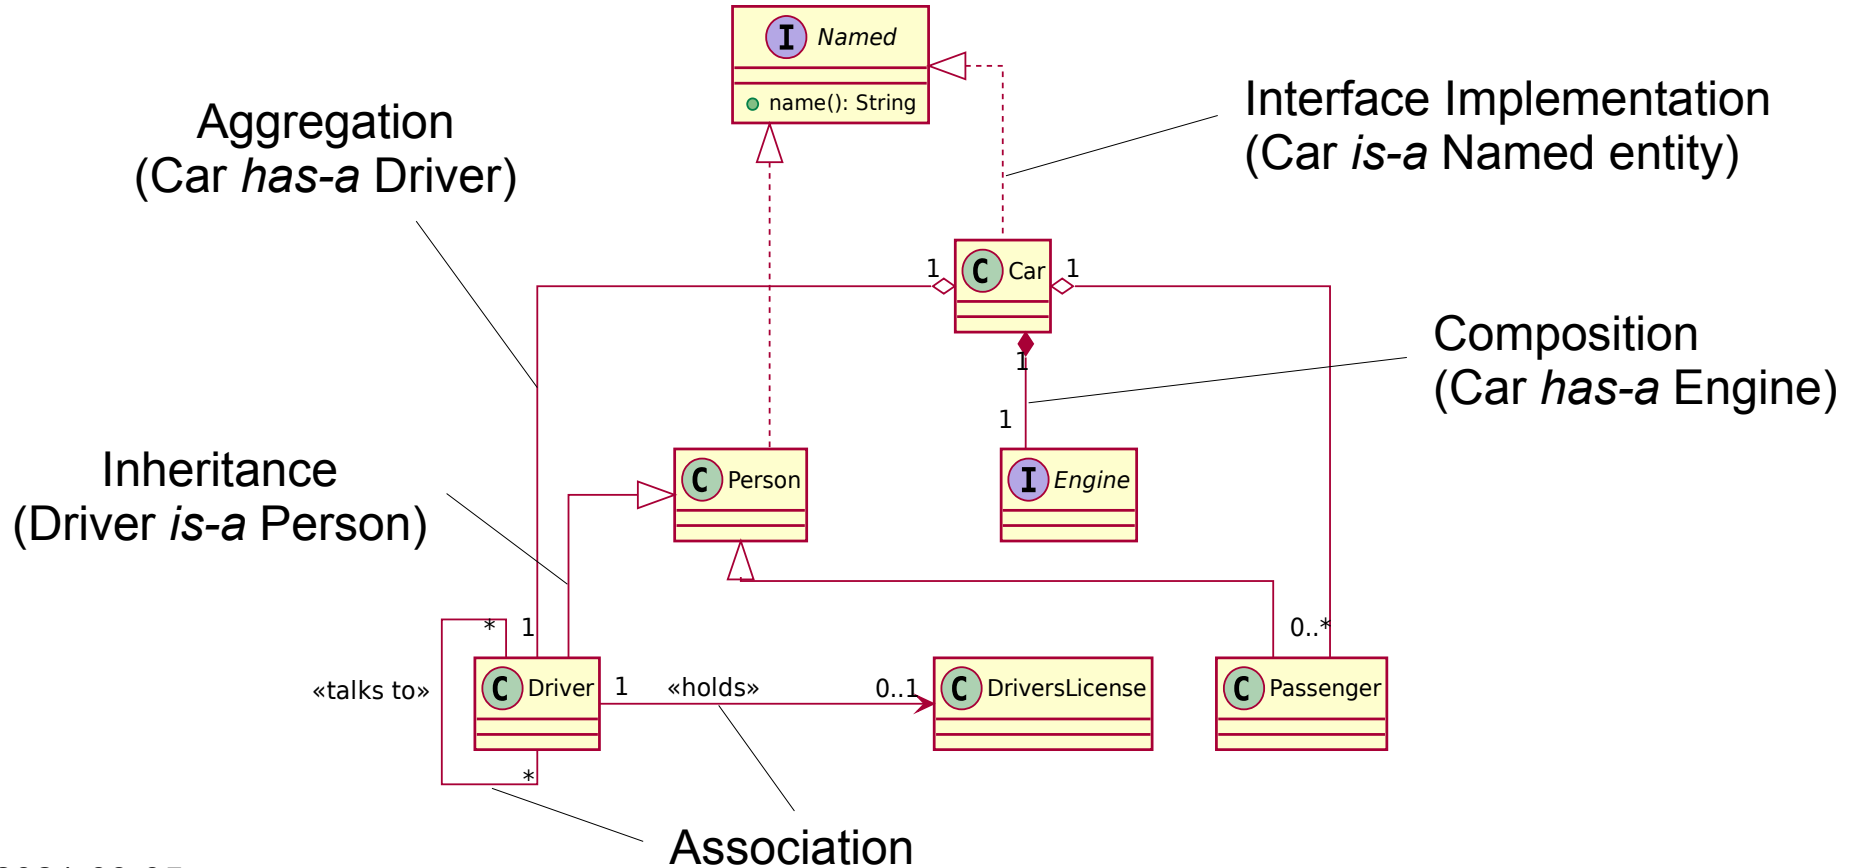 I Named
name(): String
Aggregation
(Car has-a Driver)
Interface Implementation
(Car is-a Named entity)
1
C Car
1
Composition
(Car has-a Engine)
1
1
Inheritance
(Driver is-a Person)
C Person
I Engine
*
1
0..*
«talks to»
C Driver
1
«holds»
0..1
C DriversLicense
C Passenger
*
Association